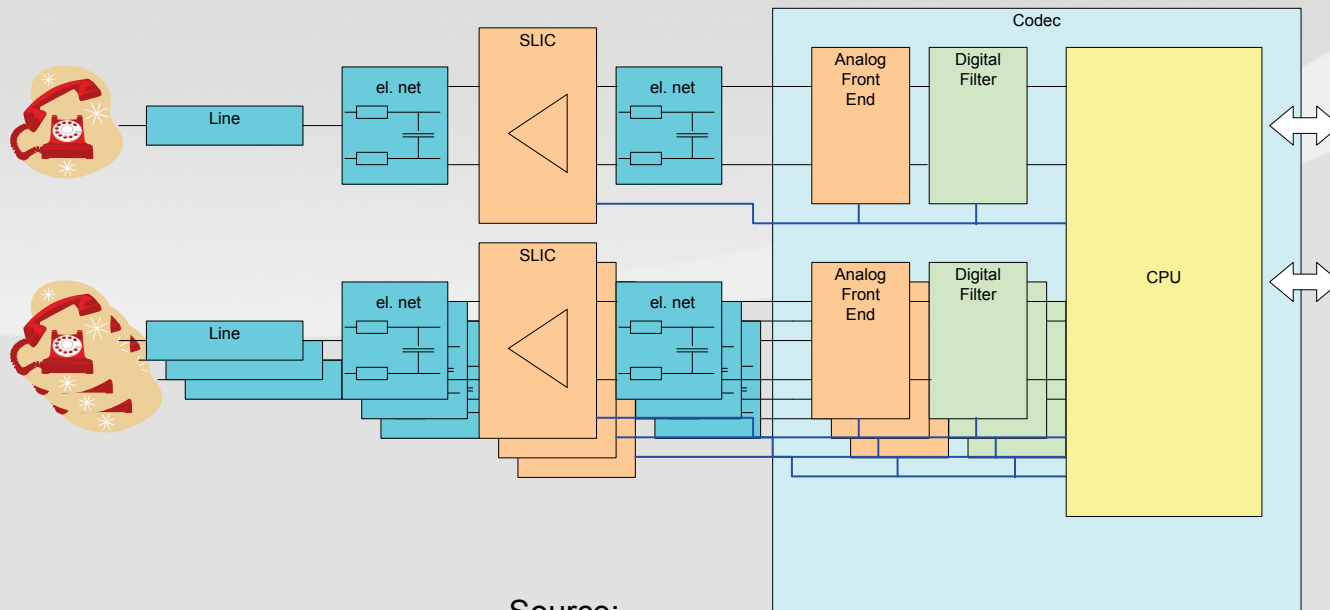 Codec
SLIC
Analog
Front
End
Digital
Filter
el. net
el. net
Line
CPU
SLIC
Analog
Front
End
Digital
Filter
el. net
el. net
Line
Source: